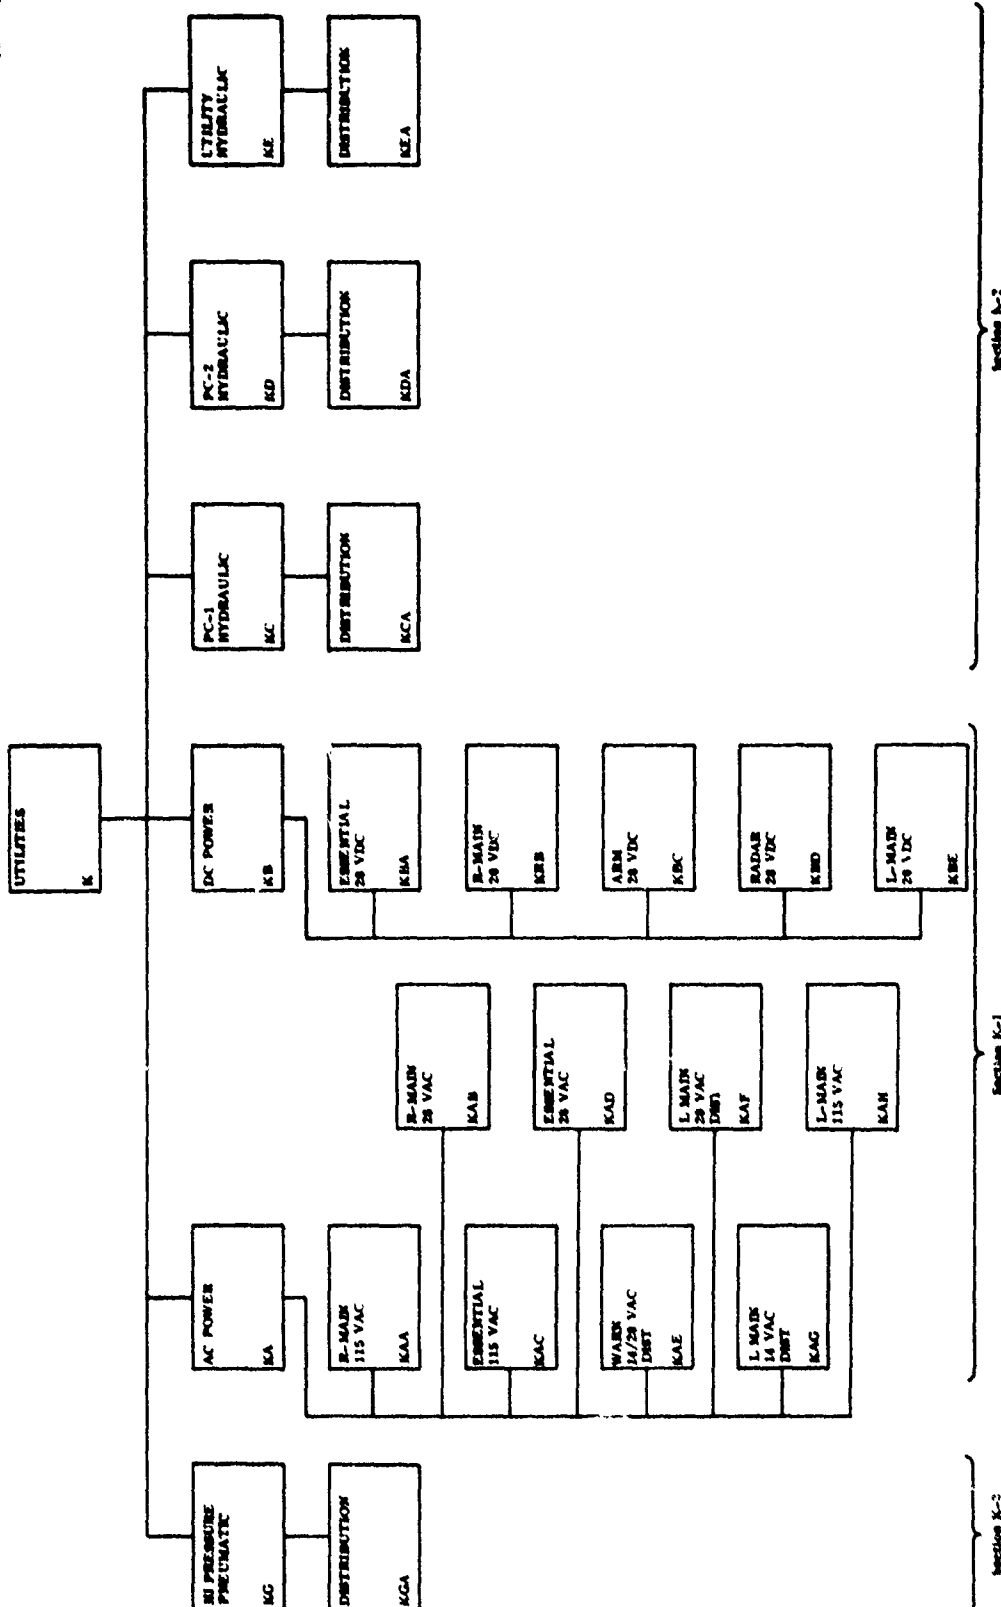 UTILITIES
K
HI PRESSURE
PNEUMATIC
KG
DISTRIBUTION
KGA
AC POWER
KA
R-MAIN
115 VAC
KAA
R-MAIN
28 VAC
KAB
ESSENTIAL
115 VAC
KAC
ESSENTIAL
28 VAC
KAD
WARN
14/28 VAC
DIST
KAE
L MAIN
28 VAC
DIST
KAF
L MAIN
14 VAC
DIST
KAG
L-MAIN
115 VAC
KAH
DC POWER
KB
ESSENTIAL
28 VDC
KBA
R-MAIN
28 VDC
KBB
ARM
28 VDC
KBC
RADAR
28 VDC
KBD
L-MAIN
28 VDC
KBE
PC-1
HYDRAULIC
KC
DISTRIBUTION
KCA
PC-2
HYDRAULIC
KD
DISTRIBUTION
KDA
UTILITY
HYDRAULIC
KE
DISTRIBUTION
KEA
Section
Section K-1
Section